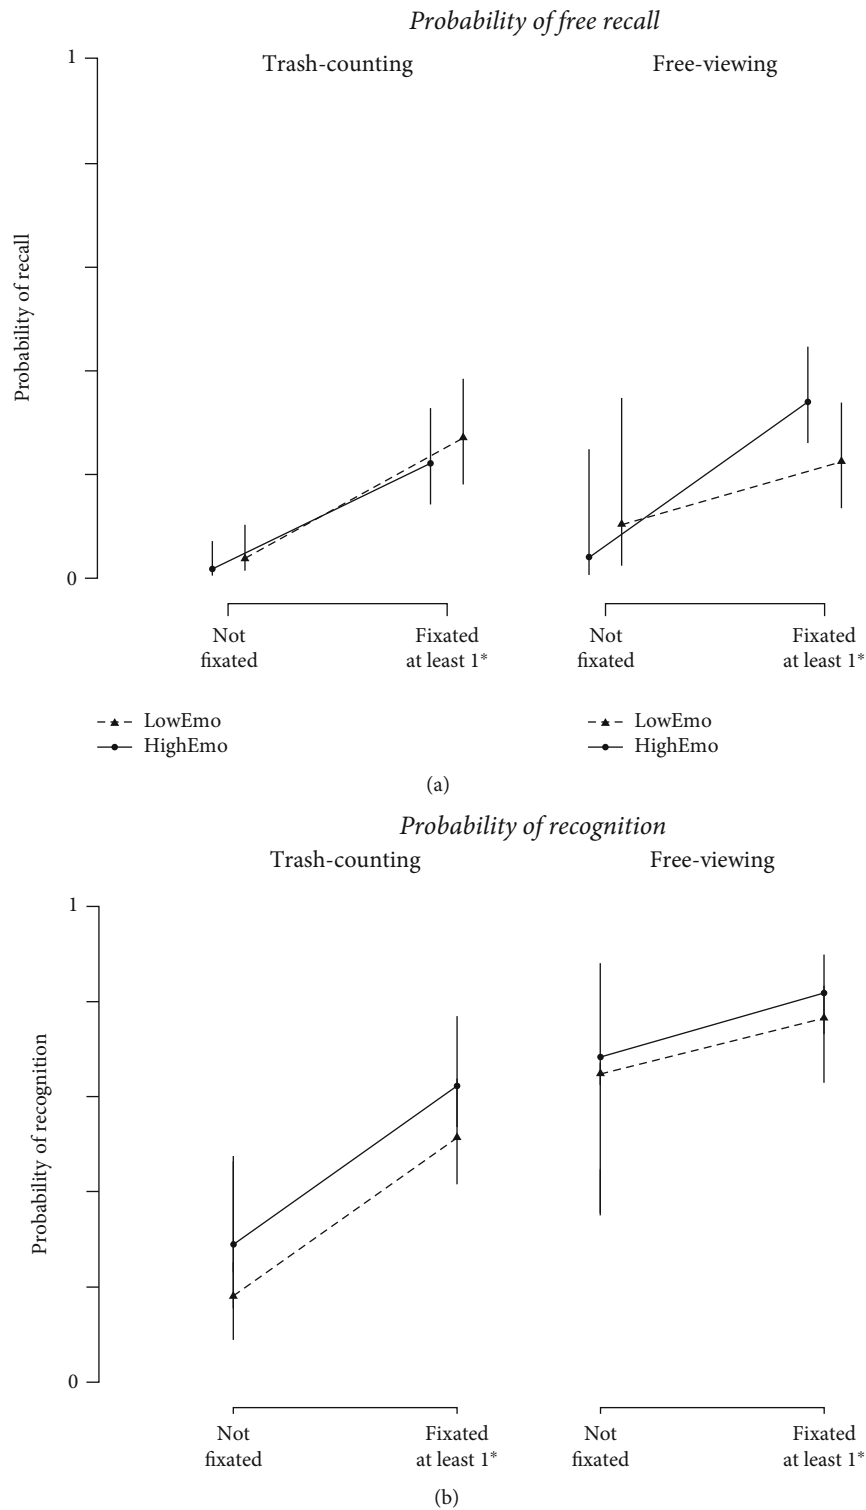 Probability of free recall
Trash-counting
Free-viewing
1
Probability of recall
0
Not
fixated
Fixated
at least 1*
Not
fixated
Fixated
at least 1*
LowEmo
HighEmo
LowEmo
HighEmo
(a)
Probability of recognition
Trash-counting
Free-viewing
1
Probability of recognition
0
Not
fixated
Fixated
at least 1*
Not
fixated
Fixated
at least 1*
(b)